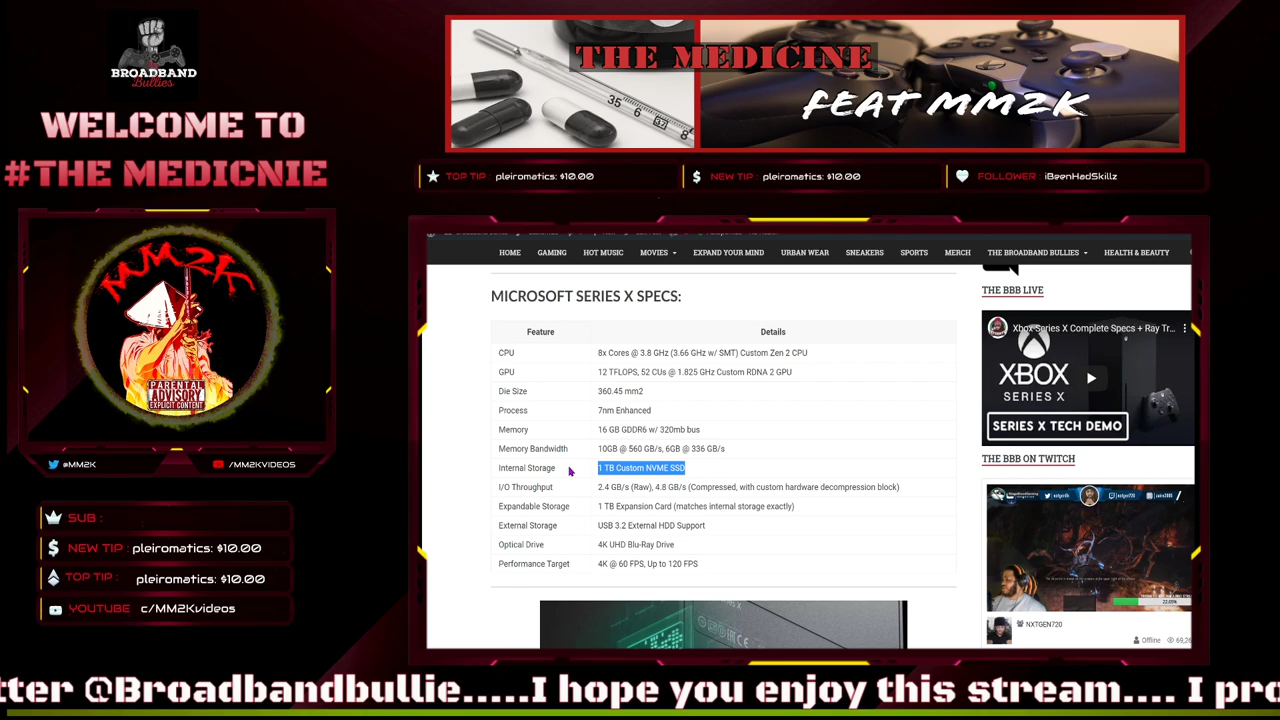 BROADBAND
Bullies
WELCOME TO
#THE MEDICNIE
THE MEDICINE
FEAT MM2K
35 6 37 8
TOP TIP : pleiromatics: $10.00
NEW TIP : pleiromatics: $10.00
FOLLOWER : iBeenHadSkillz
MM2K
PARENTAL
ADVISORY
EXPLICIT CONTENT
@MM2K
/MM2KVIDEOS
SUB :
NEW TIP : pleiromatics: $10.00
TOP TIP : pleiromatics: $10.00
YOUTUBE c/MM2Kvideos
HOME GAMING HOT MUSIC MOVIES EXPAND YOUR MIND URBAN WEAR SNEAKERS SPORTS MERCH THE BROADBAND BULLIES HEALTH & BEAUTY
MICROSOFT SERIES X SPECS:
Feature Details
CPU 8x Cores @ 3.8 GHz (3.66 GHz w/ SMT) Custom Zen 2 CPU
GPU 12 TFLOPS, 52 CUs @ 1.825 GHz Custom RDNA 2 GPU
Die Size 360.45 mm2
Process 7nm Enhanced
Memory 16 GB GDDR6 w/ 320mb bus
Memory Bandwidth 10GB @ 560 GB/s, 6GB @ 336 GB/s
Internal Storage 1 TB Custom NVME SSD
I/O Throughput 2.4 GB/s (Raw), 4.8 GB/s (Compressed, with custom hardware decompression block)
Expandable Storage 1 TB Expansion Card (matches internal storage exactly)
External Storage USB 3.2 External HDD Support
Optical Drive 4K UHD Blu-Ray Drive
Performance Target 4K @ 60 FPS, Up to 120 FPS
THE BBB LIVE
Xbox Series X Complete Specs + Ray Tr...
XBOX
SERIES X
SERIES X TECH DEMO
THE BBB ON TWITCH
NXTGEN720
Offline 69,26
tter @Broadbandbullie.....I hope you enjoy this stream.... I pro